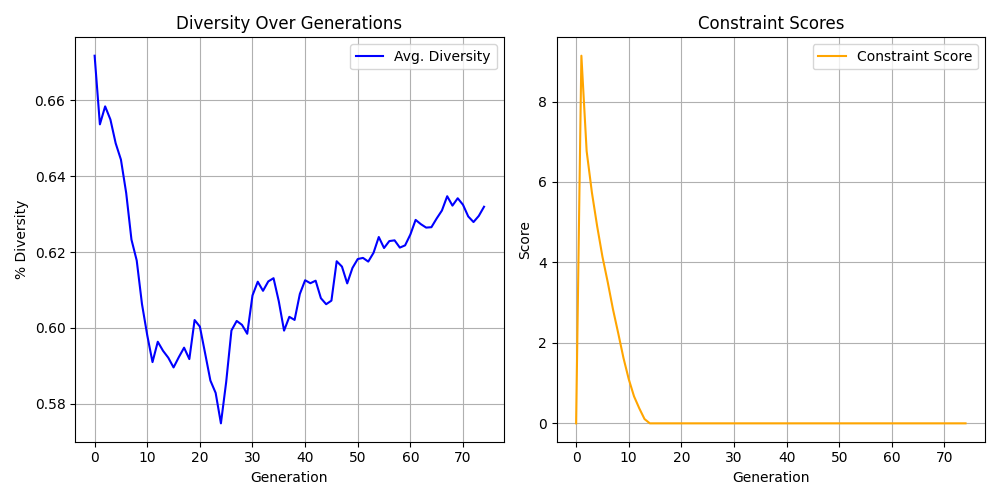 Diversity Over Generations
Avg. Diversity
% Diversity
0.66
0.64
0.62
0.60
0.58
0 10 20 30 40 50 60 70
Generation
Constraint Scores
Constraint Score
Score
8
6
4
2
0
0 10 20 30 40 50 60 70
Generation